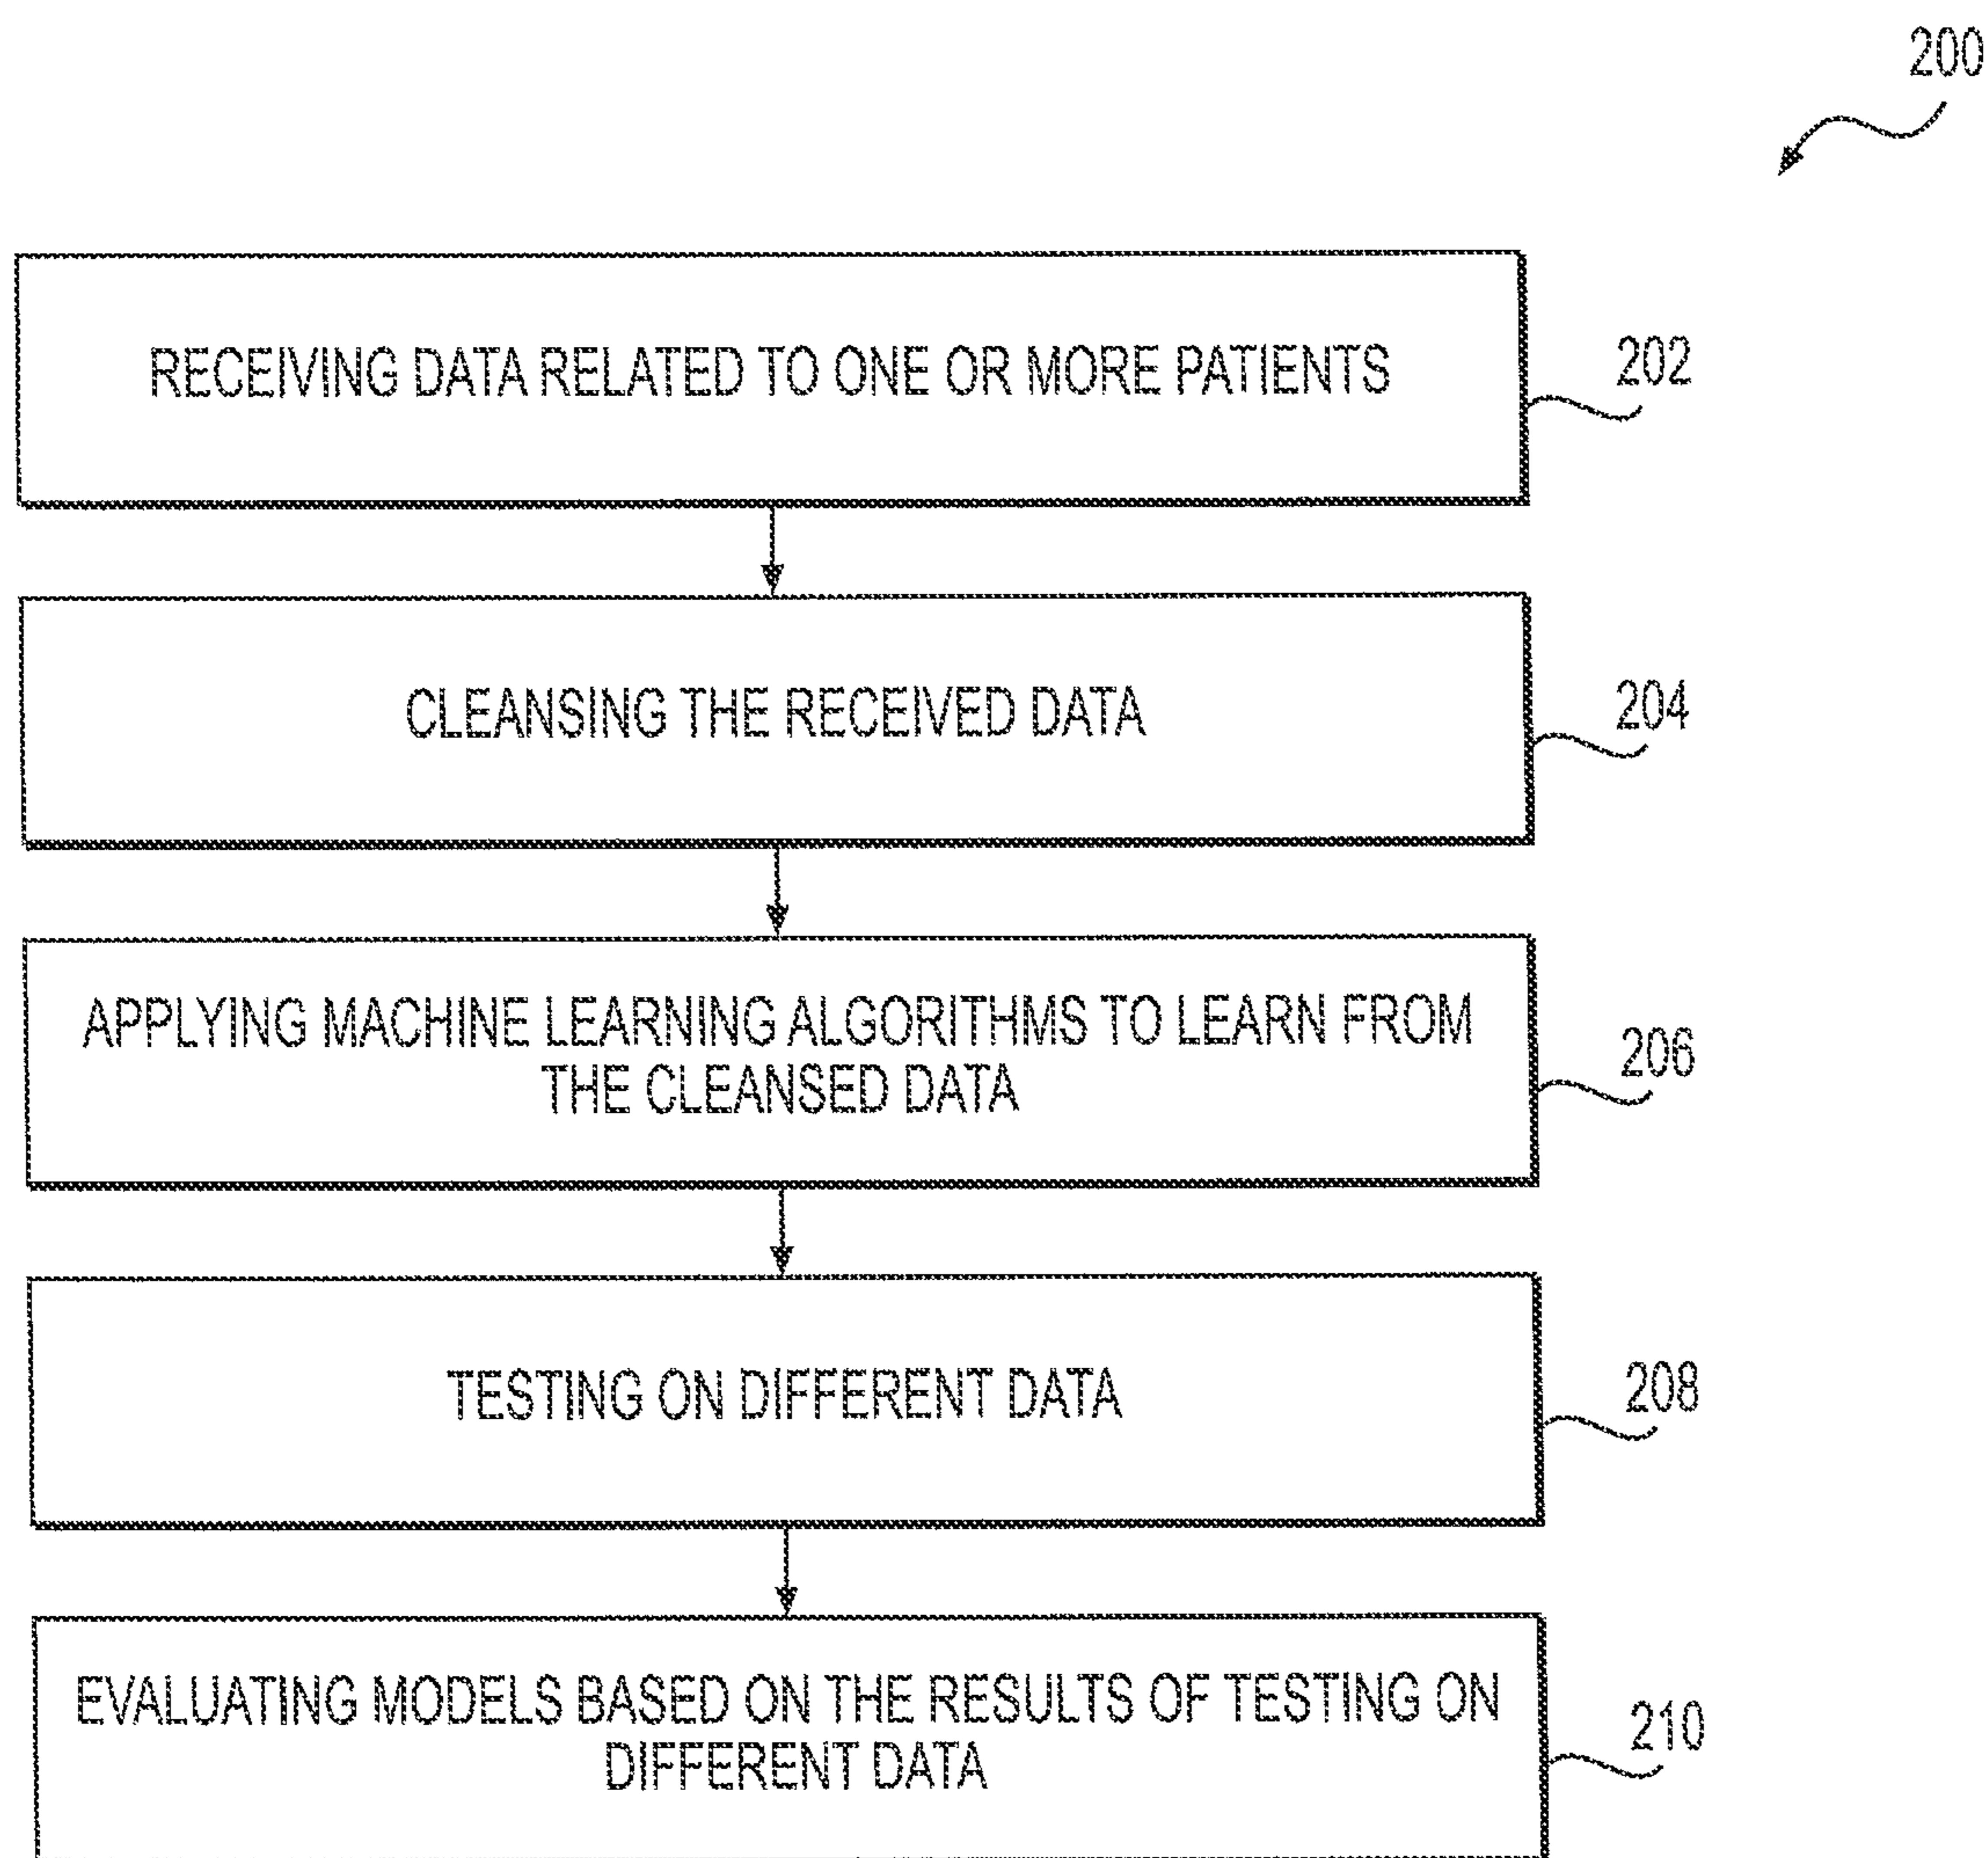 200
RECEIVING DATA RELATED TO ONE OR MORE PATIENTS
202
CLEANSING THE RECEIVED DATA
204
APPLYING MACHINE LEARNING ALGORITHMS TO LEARN FROM
THE CLEANSED DATA
206
TESTING ON DIFFERENT DATA
208
EVALUATING MODELS BASED ON THE RESULTS OF TESTING ON
DIFFERENT DATA
210